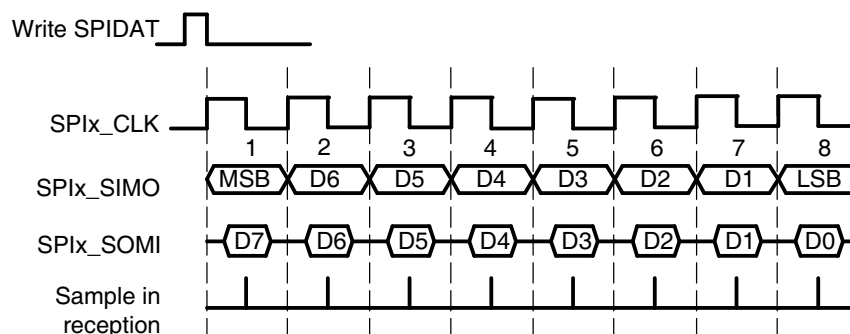 Write SPIDAT
SPIx_CLK
1 2 3 4 5 6 7 8
SPIx_SIMO
MSB D6 D5 D4 D3 D2 D1 LSB
SPIx_SOMI
D7 D6 D5 D4 D3 D2 D1 D0
Sample in
reception